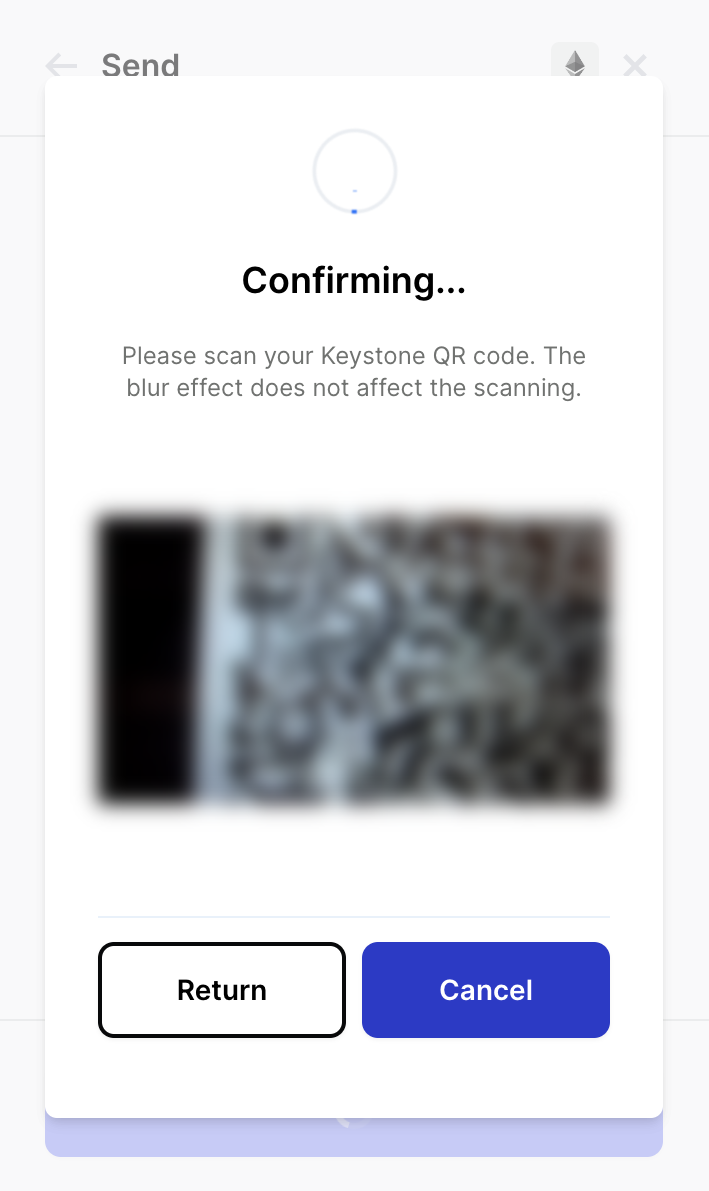 Send
Confirming...
Please scan your Keystone QR code. The
blur effect does not affect the scanning.
Return
Cancel